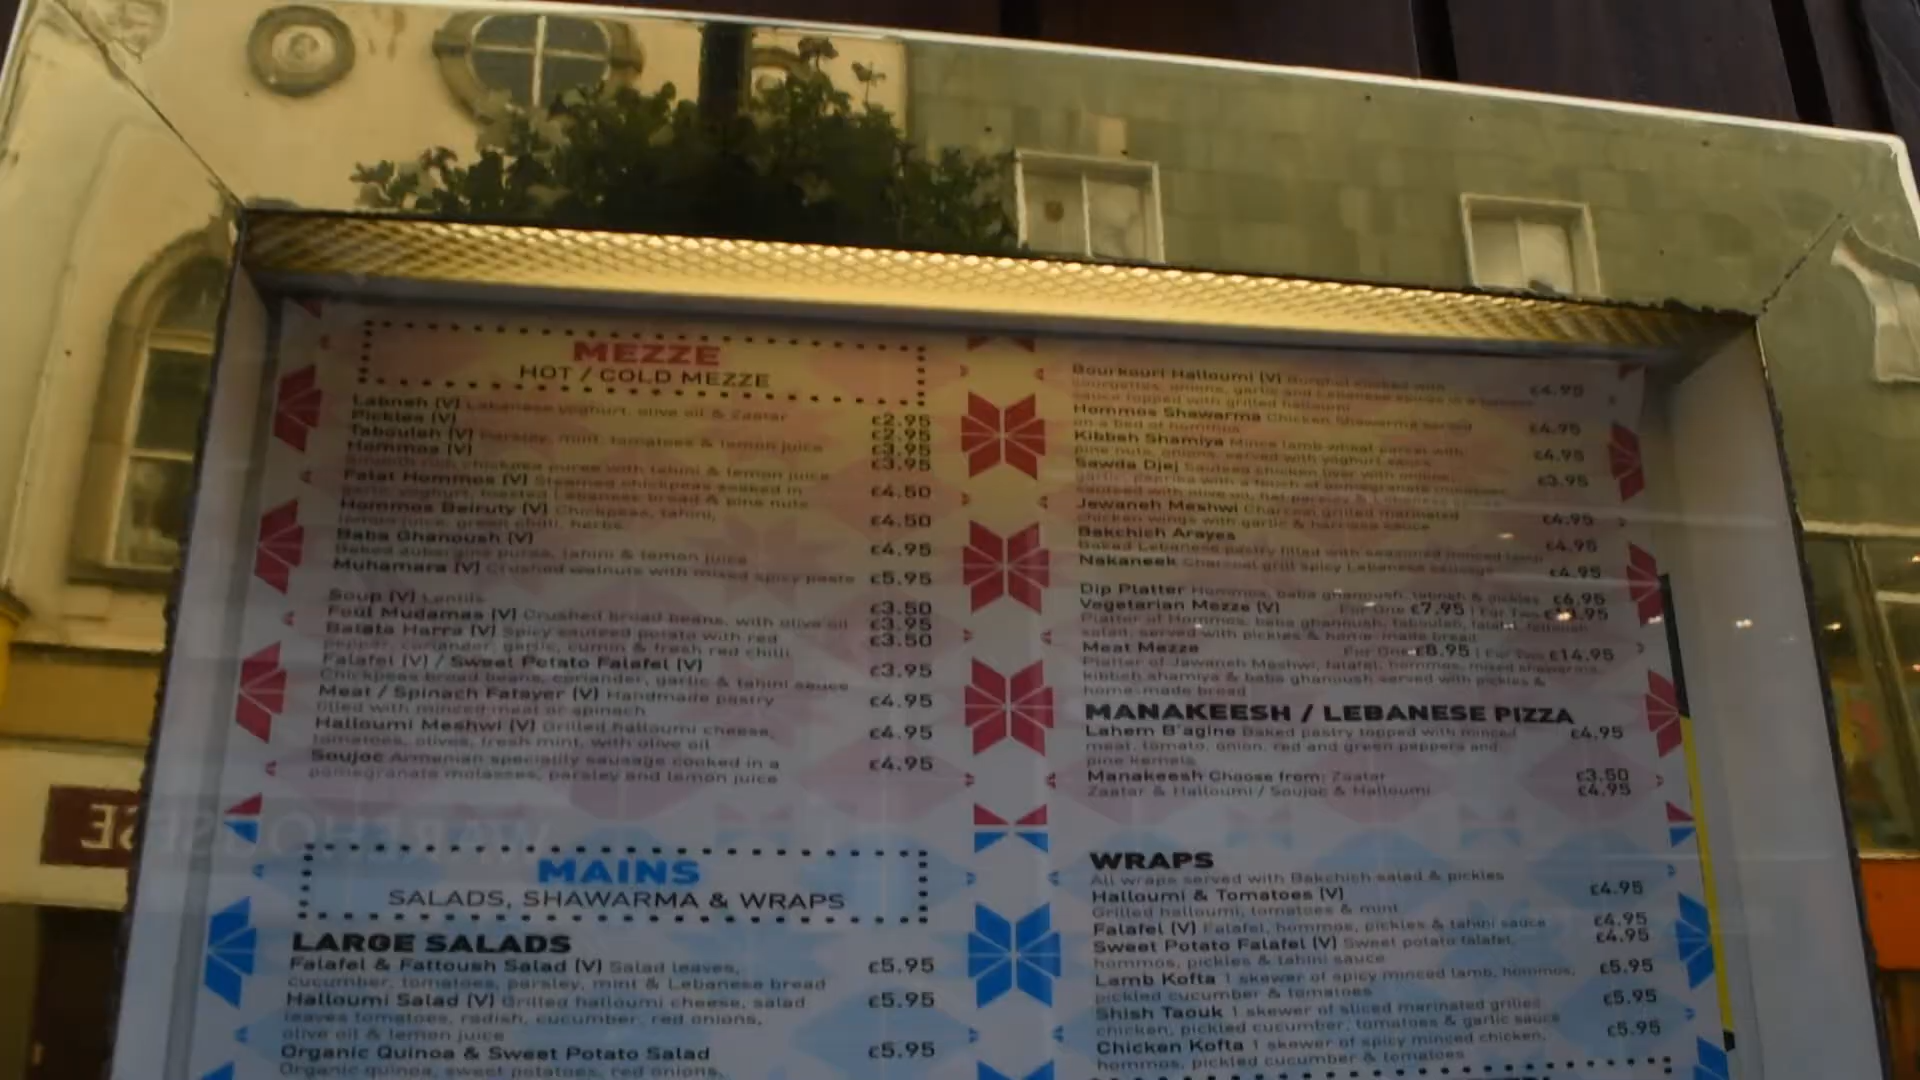 MEZZE
HOT / COLD MEZZE
Labneh (V) Lebanese yoghurt, olive oil & Zaatar £2.95
Pickles (V) £2.95
Tabouleh (V) Parsley, mint, tomatoes & lemon juice £3.95
Hommos (V) £3.95
Smooth rich chickpea puree with tahini & lemon juice
Fatat Hommos (V) Steamed chickpeas soaked in £4.50
garlic yoghurt, toasted Lebanese bread & pine nuts
Hommos Beiruty (V) Chickpeas, tahini, £4.50
lemon juice, green chilli, herbs
Baba Ghanoush (V) £4.95
Baked aubergine puree, tahini & lemon juice
Muhamara (V) Crushed walnuts with mixed spicy paste £5.95
Soup (V) Lentils £3.50
Foul Mudamas (V) Crushed broad beans, with olive oil £3.95
Batata Harra (V) Spicy sauteed potato with red £3.50
pepper, coriander, garlic, cumin & fresh red chilli
Falafel (V) / Sweet Potato Falafel (V) £3.95
Chickpeas broad beans, coriander, garlic & tahini sauce
Meat / Spinach Fatayer (V) Handmade pastry £4.95
filled with minced meat or spinach
Halloumi Meshwi (V) Grilled halloumi cheese, £4.95
tomatoes, olives, fresh mint, with olive oil
Soujoc Armenian speciality sausage cooked in a £4.95
pomegranate molasses, parsley and lemon juice
Bourkouri Halloumi (V) Burghul cooked with £4.95
courgettes, onions, garlic and Lebanese spices in a tomato
sauce topped with grilled halloumi
Hommos Shawarma Chicken Shawarma served £4.95
on a bed of hommos
Kibbeh Shamiya Mince lamb wheat parcel with £4.95
pine nuts, onions, served with yoghurt sauce
Sawda Djej Sauteed chicken liver with onions, £3.95
garlic, paprika with a touch of pomegranate molasses
sauteed with olive oil, flat parsley &
Jawaneh Meshwi Charcoal grilled marinated £4.95
chicken wings with garlic & harrissa sauce
Bakchich Arayes £4.95
Baked Lebanese pastry filled with seasoned minced lamb
Nakaneek Charcoal grill spicy Lebanese sausage £4.95
Dip Platter Hommos, baba ghanoush, labneh & pickles £6.95
Vegetarian Mezze (V) For One £7.95 | For Two
Platter of Hommos, baba ghanoush, tabouleh, falafel, fattoush
salad, served with pickles & home-made bread
Meat Mezze For One £8.95 | For Two £14.95
Platter of Jawaneh Meshwi, falafel, hommos, mixed shawarma,
kibbeh shamiya & baba ghanoush served with pickles &
home-made bread
MANAKEESH / LEBANESE PIZZA
Lahem B'agine Baked pastry topped with minced £4.95
meat, tomato, onion, red and green peppers and
pine kernels
Manakeesh Choose from: Zaatar £3.50
Zaatar & Halloumi / Soujoc & Halloumi £4.95
MAINS
SALADS, SHAWARMA & WRAPS
LARGE SALADS
Falafel & Fattoush Salad (V) Salad leaves, £5.95
cucumber, tomatoes, parsley, mint & Lebanese bread
Halloumi Salad (V) Grilled halloumi cheese, salad £5.95
leaves tomatoes, radish, cucumber, red onions,
olive oil & lemon juice
Organic Quinoa & Sweet Potato Salad £5.95
Organic quinoa, sweet potatoes, red onions,
WRAPS
All wraps served with Bakchich salad & pickles
Halloumi & Tomatoes (V) £4.95
Grilled halloumi, tomatoes & mint
Falafel (V) Falafel, hommos, pickles & tahini sauce £4.95
Sweet Potato Falafel (V) Sweet potato falafel, £4.95
hommos, pickles & tahini sauce
Lamb Kofta 1 skewer of spicy minced lamb, hommos, £5.95
pickled cucumber & tomatoes
Shish Taouk 1 skewer of sliced marinated grilled £5.95
chicken, pickled cucumber, tomatoes & garlic sauce
Chicken Kofta 1 skewer of spicy minced chicken, £5.95
hommos, pickled cucumber & tomatoes
WAREHOUSE